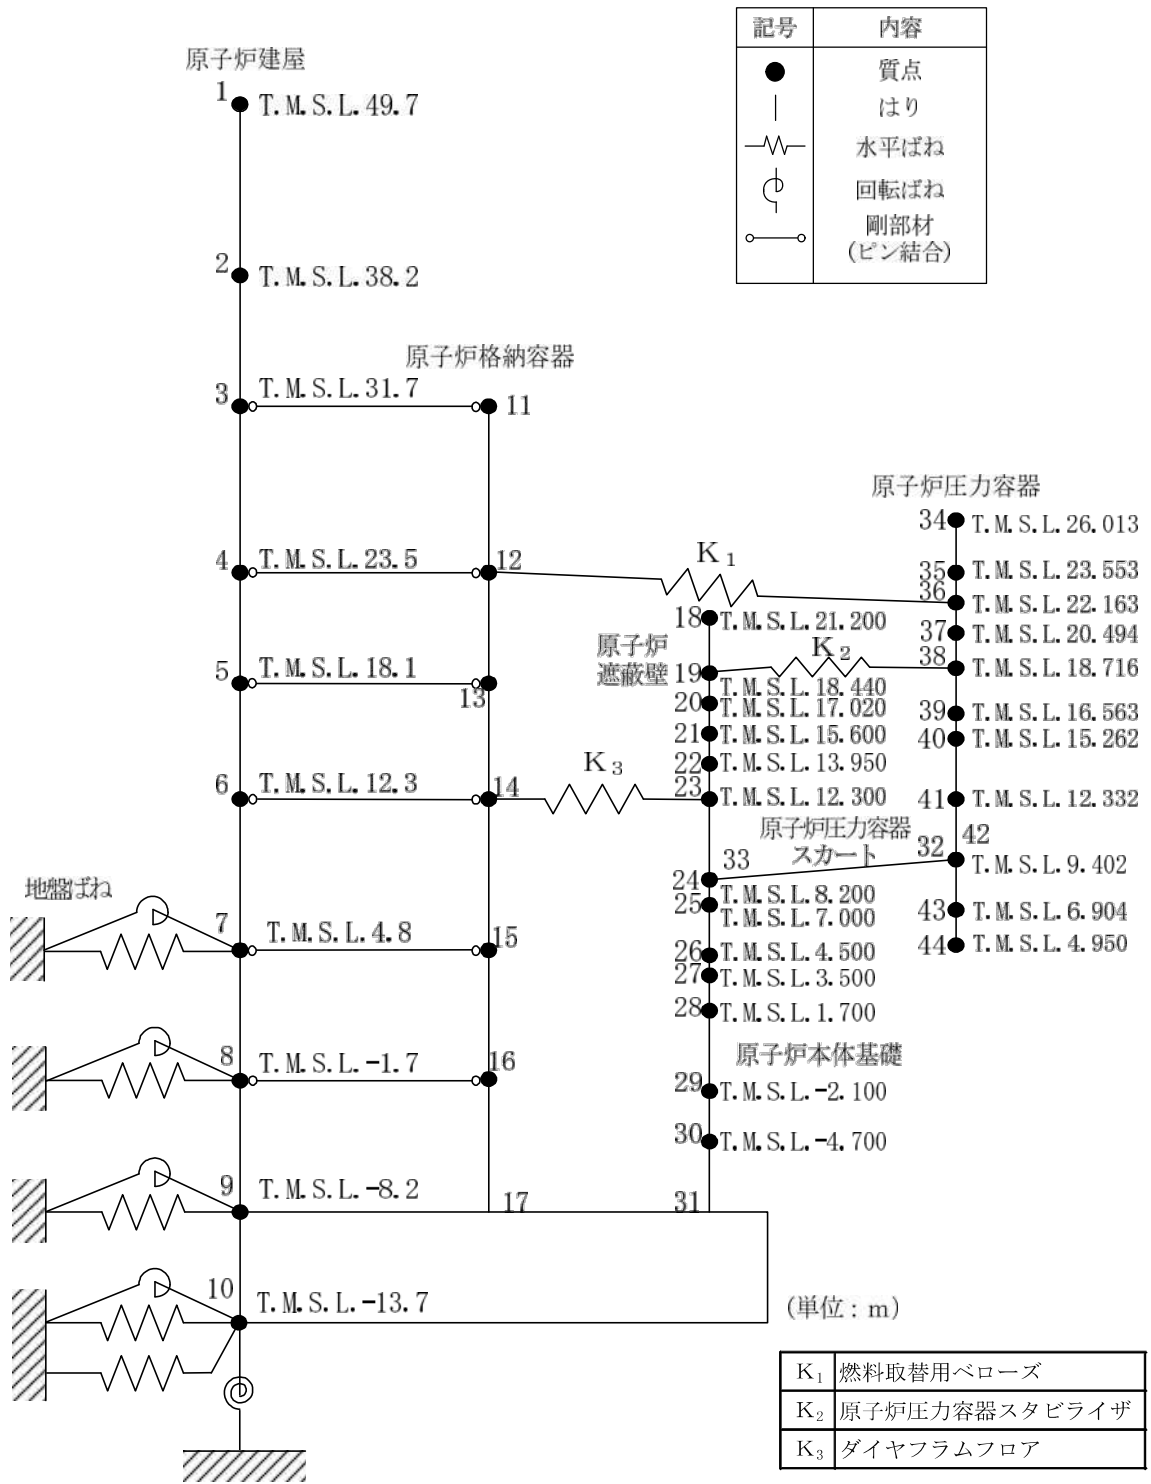 記号 内容
質点
はり
水平ばね
回転ばね
剛部材
(ピン結合)
原子炉建屋
1 T.M.S.L.49.7
2 T.M.S.L.38.2
原子炉格納容器
3 T.M.S.L.31.7 11
4 T.M.S.L.23.5 12
5 T.M.S.L.18.1 13
6 T.M.S.L.12.3 14
地盤ばね
7 T.M.S.L.4.8 15
8 T.M.S.L.-1.7 16
9 T.M.S.L.-8.2 17 31
10 T.M.S.L.-13.7
K1
K2
K3
原子炉
遮蔽壁
18 T.M.S.L.21.200
19 T.M.S.L.18.440
20 T.M.S.L.17.020
21 T.M.S.L.15.600
22 T.M.S.L.13.950
23 T.M.S.L.12.300
原子炉圧力容器
スカート
33 32
24 T.M.S.L.8.200
25 T.M.S.L.7.000
26 T.M.S.L.4.500
27 T.M.S.L.3.500
28 T.M.S.L.1.700
原子炉本体基礎
29 T.M.S.L.-2.100
30 T.M.S.L.-4.700
原子炉圧力容器
34 T.M.S.L.26.013
35 T.M.S.L.23.553
36 T.M.S.L.22.163
37 T.M.S.L.20.494
38 T.M.S.L.18.716
39 T.M.S.L.16.563
40 T.M.S.L.15.262
41 T.M.S.L.12.332
42 T.M.S.L.9.402
43 T.M.S.L.6.904
44 T.M.S.L.4.950
(単位：m)
K1 燃料取替用ベローズ
K2 原子炉圧力容器スタビライザ
K3 ダイヤフラムフロア